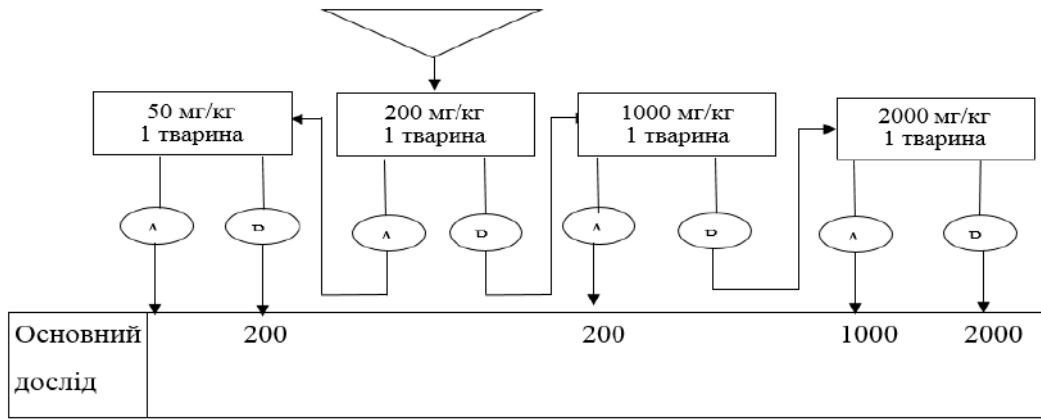 50 мг/кг
1 тварина
200 мг/кг
1 тварина
1000 мг/кг
1 тварина
2000 мг/кг
1 тварина
Основний
дослід
200
200
1000
2000